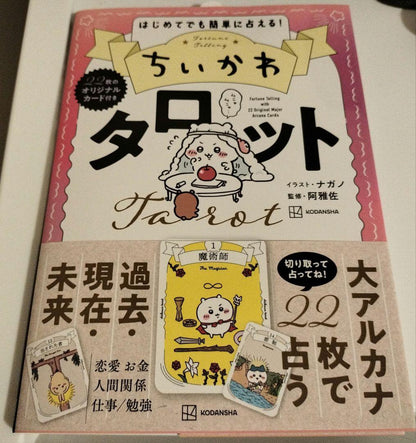 はじめてでも簡単に占える!
Fortune
Telling
ちいかわ
22枚の
オリジナル
カード付き
タロット
Fortune telling
with
22 Original Major
Arcana Cards
Tarot
イラスト・ナガノ
監修・阿雅佐
KODANSHA
大アルカナ
22枚で
占う
切り取って
占ってね!
1
魔術師
The Magician
過去・
現在・
未来
恋愛 お金
人間関係
仕事/勉強
KODANSHA